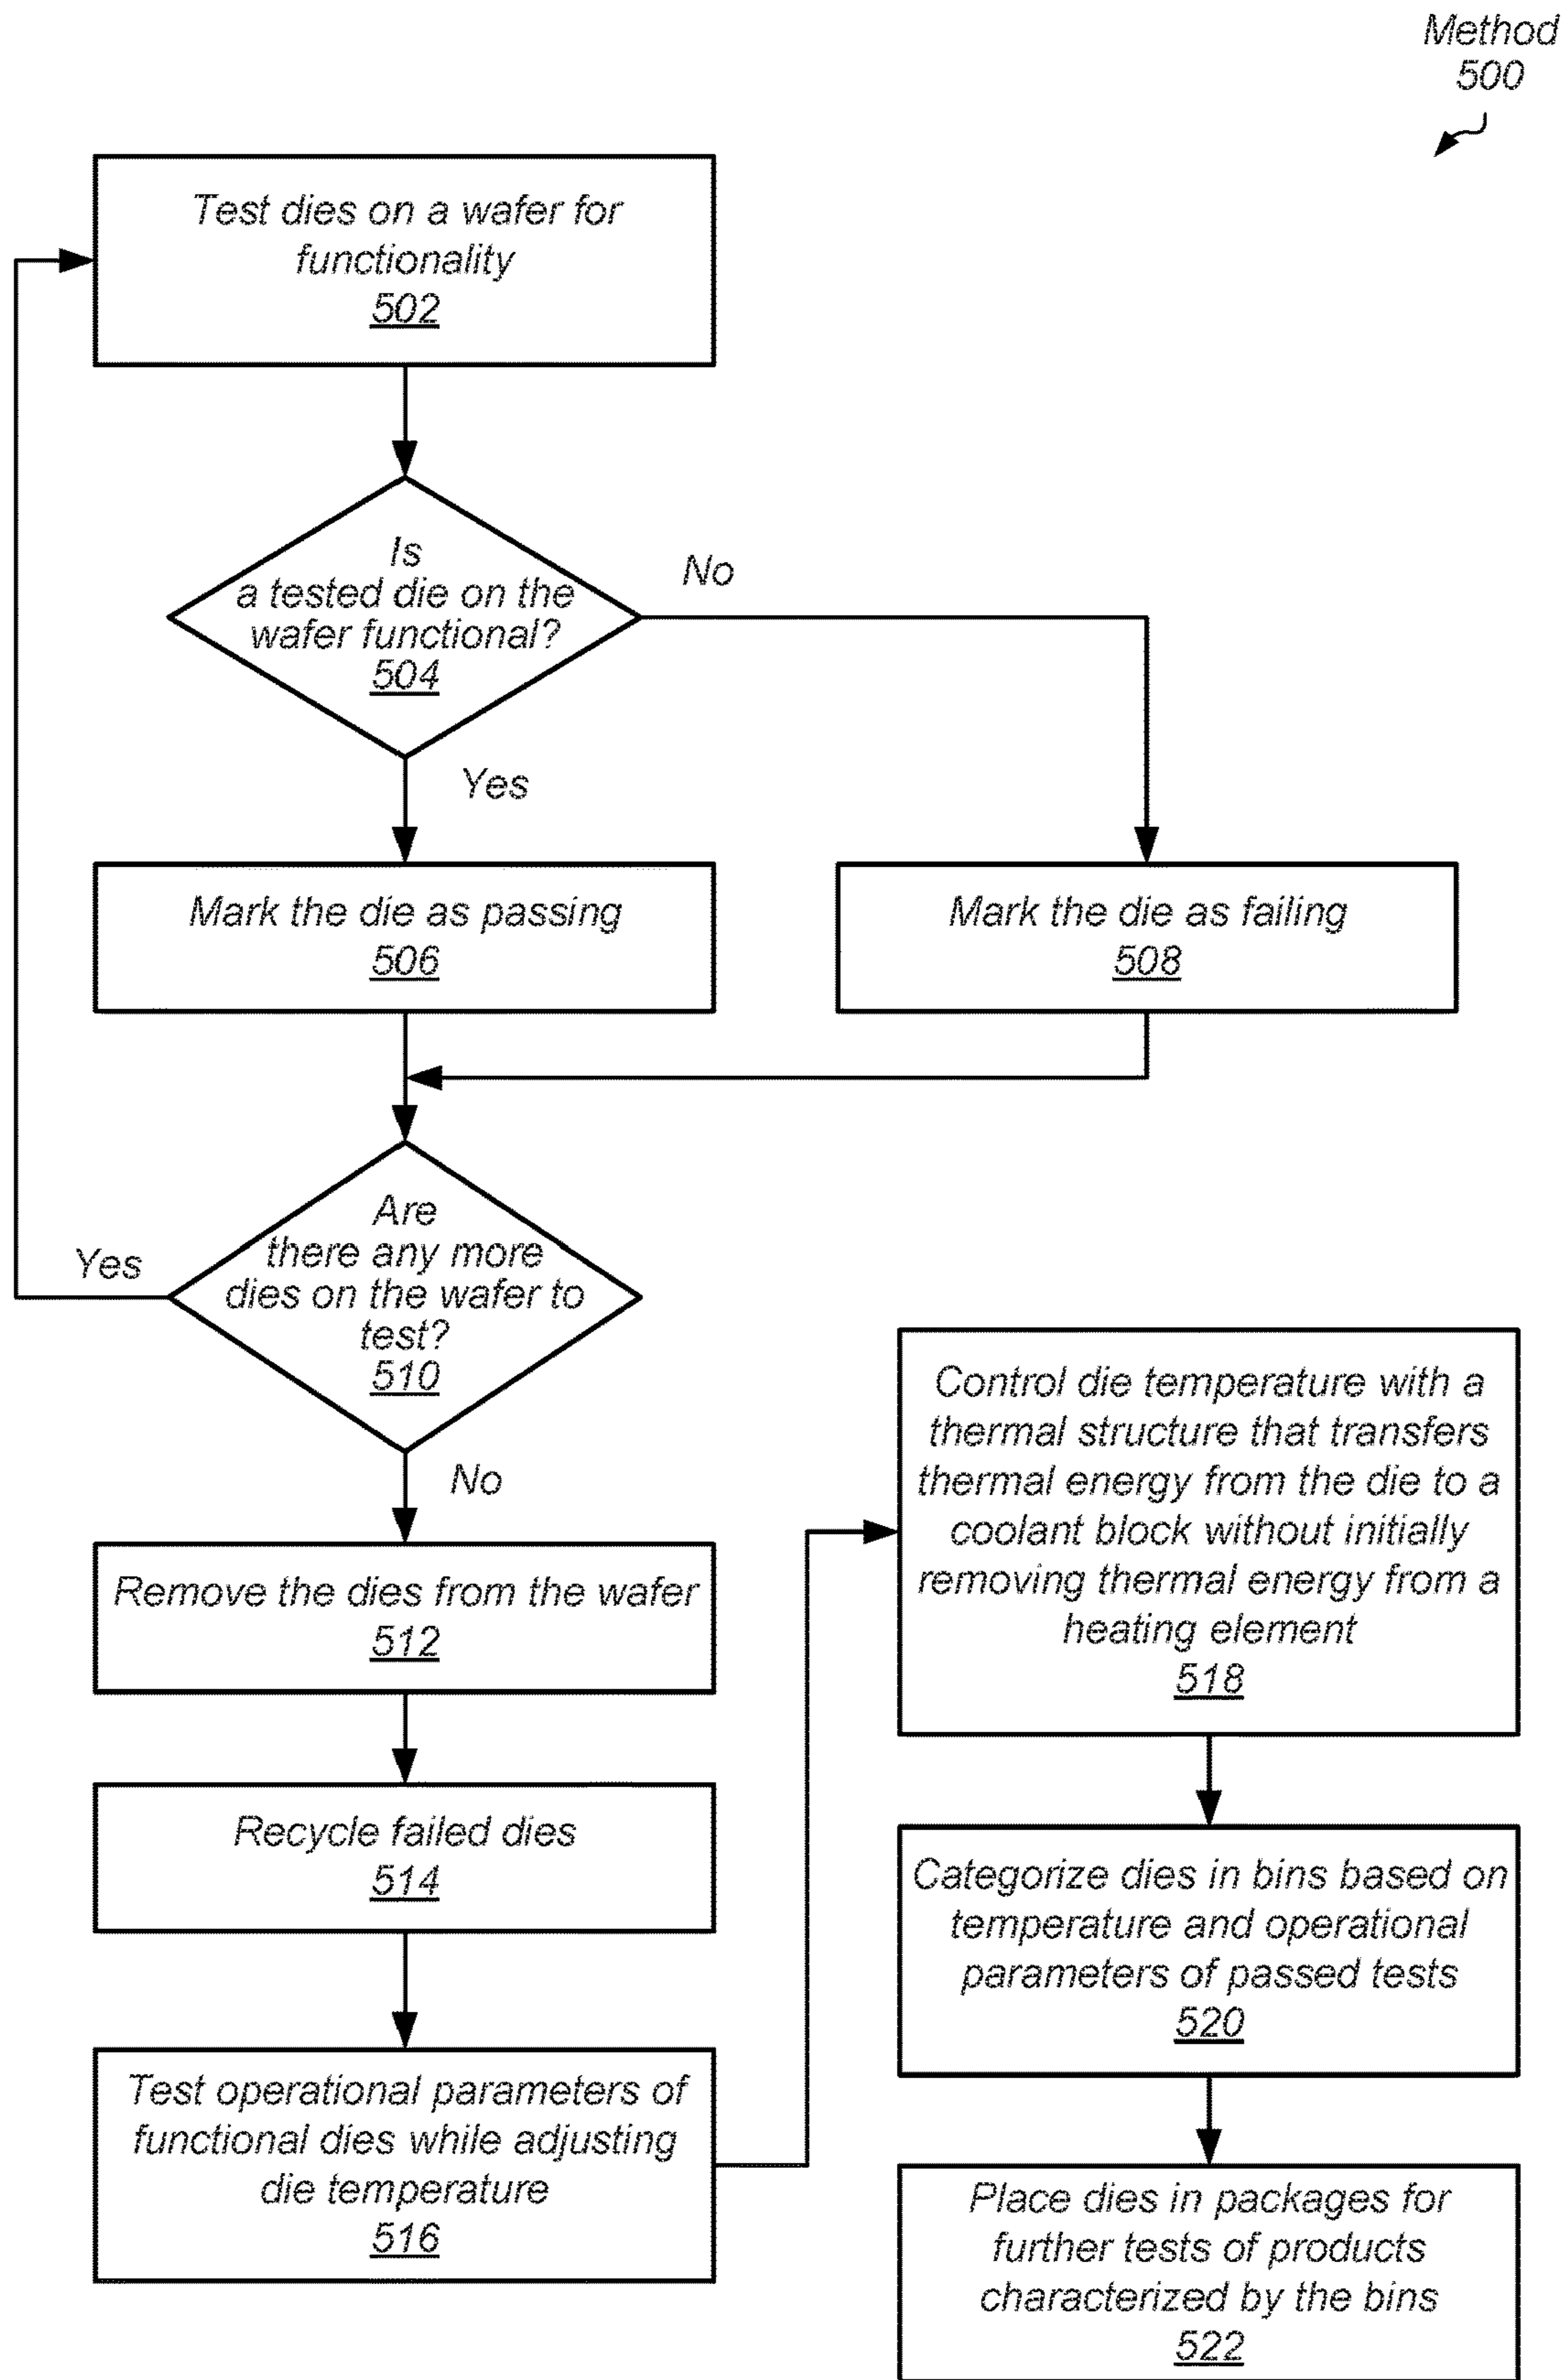 Method
500
Test dies on a wafer for
functionality
502
Is
a tested die on the
wafer functional?
504
No
Yes
Mark the die as passing
506
Mark the die as failing
508
Are
there any more
dies on the wafer to
test?
510
Yes
No
Remove the dies from the wafer
512
Recycle failed dies
514
Test operational parameters of
functional dies while adjusting
die temperature
516
Control die temperature with a
thermal structure that transfers
thermal energy from the die to a
coolant block without initially
removing thermal energy from a
heating element
518
Categorize dies in bins based on
temperature and operational
parameters of passed tests
520
Place dies in packages for
further tests of products
characterized by the bins
522